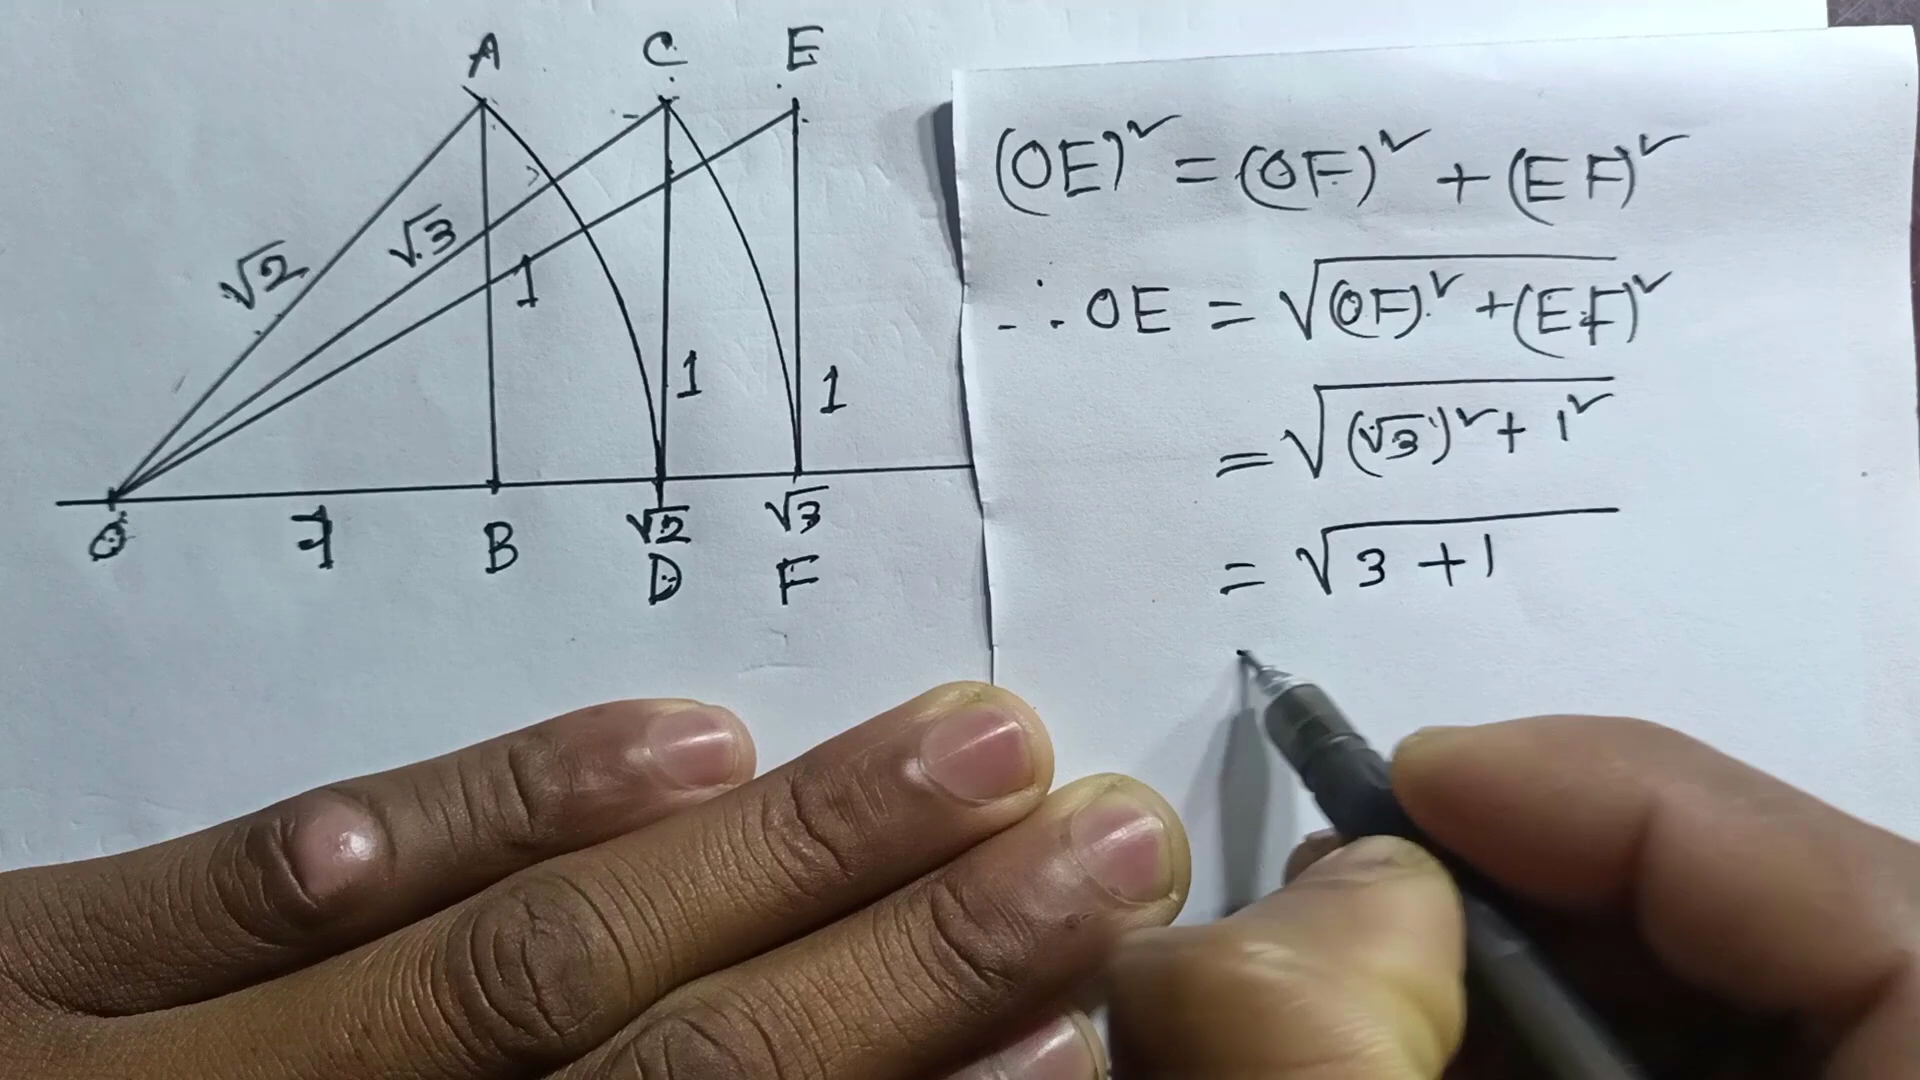 A C E
√2 √3 1
1 1
O 1 B √2 √3
D F
(OE)² = (OF)² + (EF)²
∴ OE = √(OF)² + (EF)²
= √(√3)² + 1²
= √3 + 1